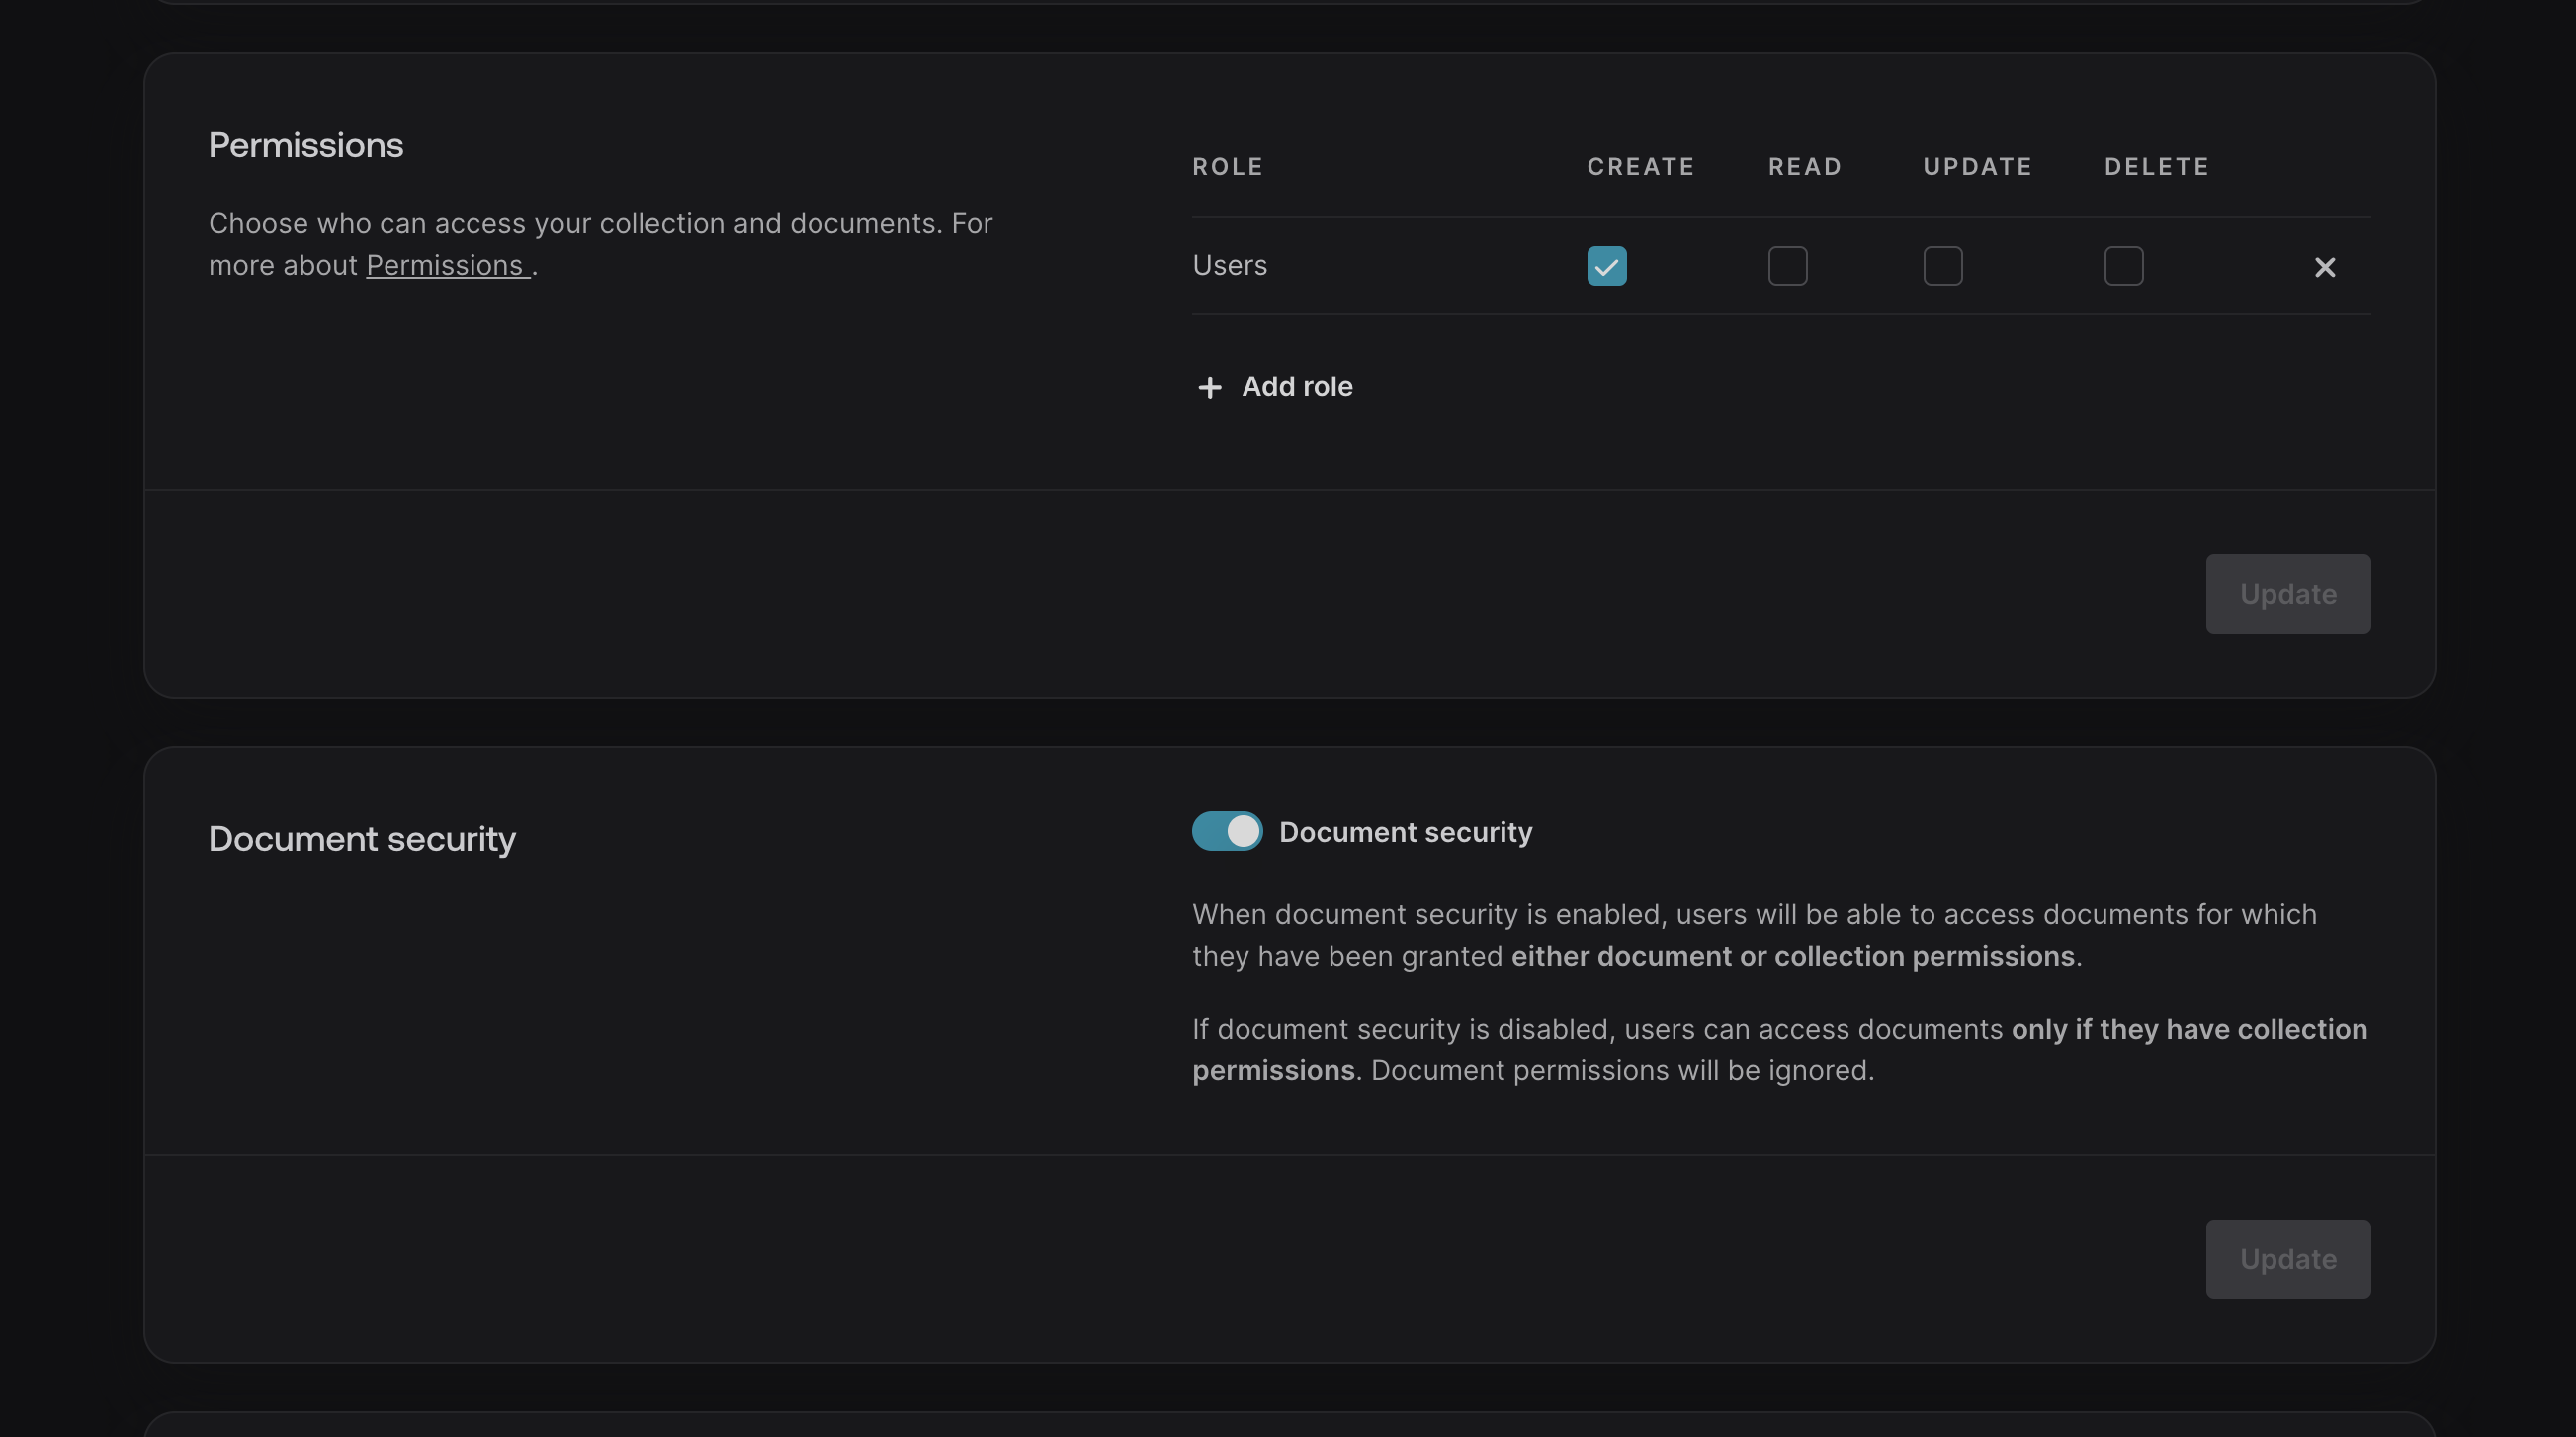 Permissions
Choose who can access your collection and documents. For
more about Permissions .
ROLE CREATE READ UPDATE DELETE
Users
Add role
Update
Document security
Document security
When document security is enabled, users will be able to access documents for which
they have been granted either document or collection permissions.
If document security is disabled, users can access documents only if they have collection
permissions. Document permissions will be ignored.
Update